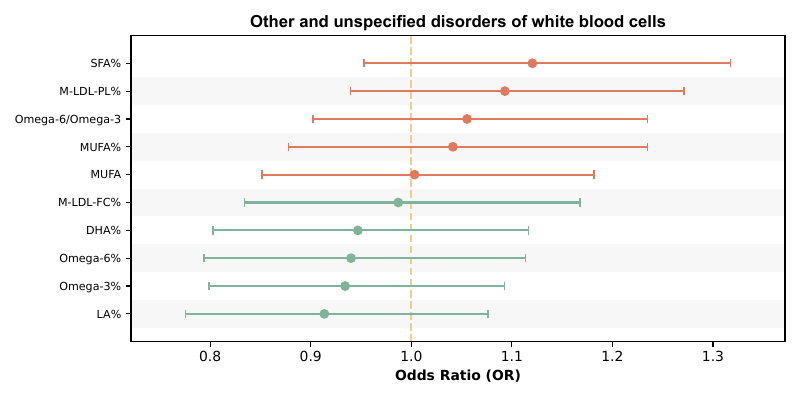 Other and unspecified disorders of white blood cells
SFA%
M-LDL-PL%
Omega-6/Omega-3
MUFA%
MUFA
M-LDL-FC%
DHA%
Omega-6%
Omega-3%
LA%
0.8 0.9 1.0 1.1 1.2 1.3
Odds Ratio (OR)